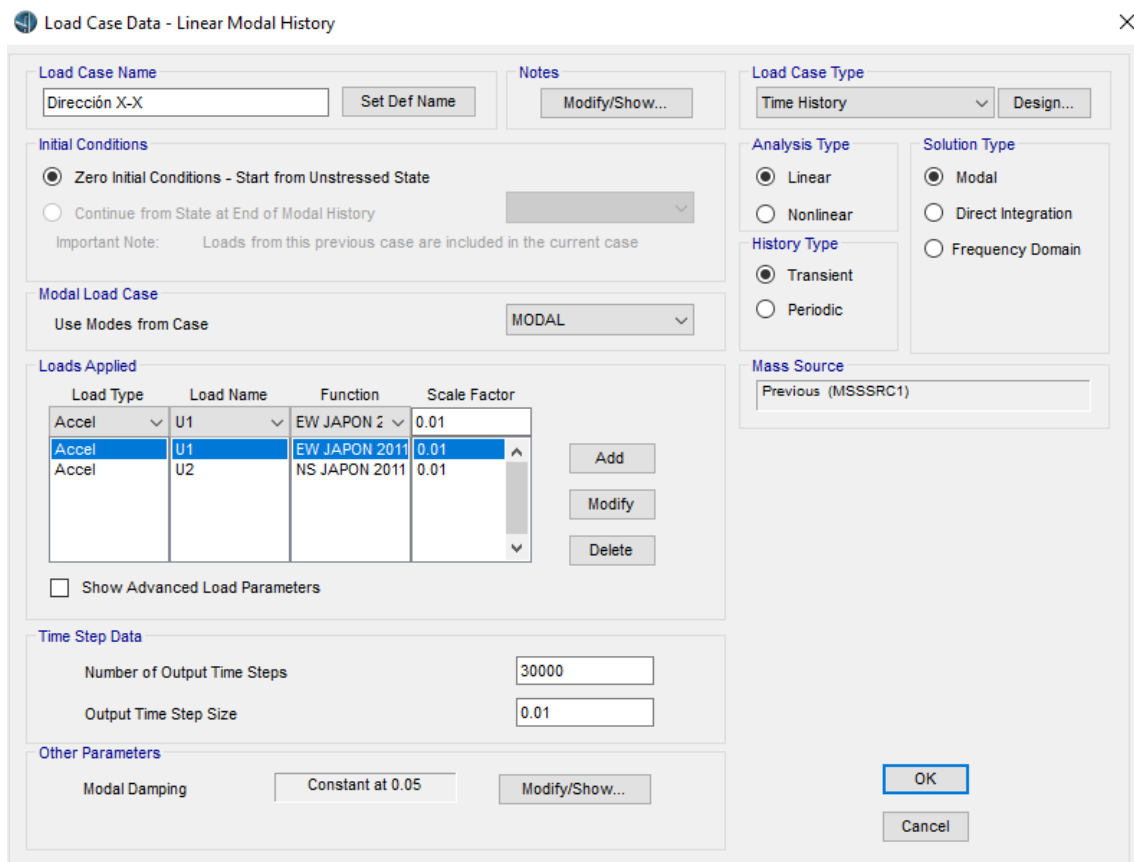 Load Case Data - Linear Modal History
Load Case Name
Dirección X-X
Set Def Name
Notes
Modify/Show...
Load Case Type
Time History
Design...
Initial Conditions
Zero Initial Conditions - Start from Unstressed State
Continue from State at End of Modal History
Important Note: Loads from this previous case are included in the current case
Analysis Type
Linear
Nonlinear
Solution Type
Modal
Direct Integration
Frequency Domain
History Type
Transient
Periodic
Modal Load Case
Use Modes from Case
MODAL
Loads Applied
Load Type Load Name Function Scale Factor
Accel U1 EW JAPON 2 0.01
Accel U1 EW JAPON 2011 0.01
Accel U2 NS JAPON 2011 0.01
Add
Modify
Delete
Show Advanced Load Parameters
Mass Source
Previous (MSSSRC1)
Time Step Data
Number of Output Time Steps 30000
Output Time Step Size 0.01
Other Parameters
Modal Damping Constant at 0.05 Modify/Show...
OK
Cancel